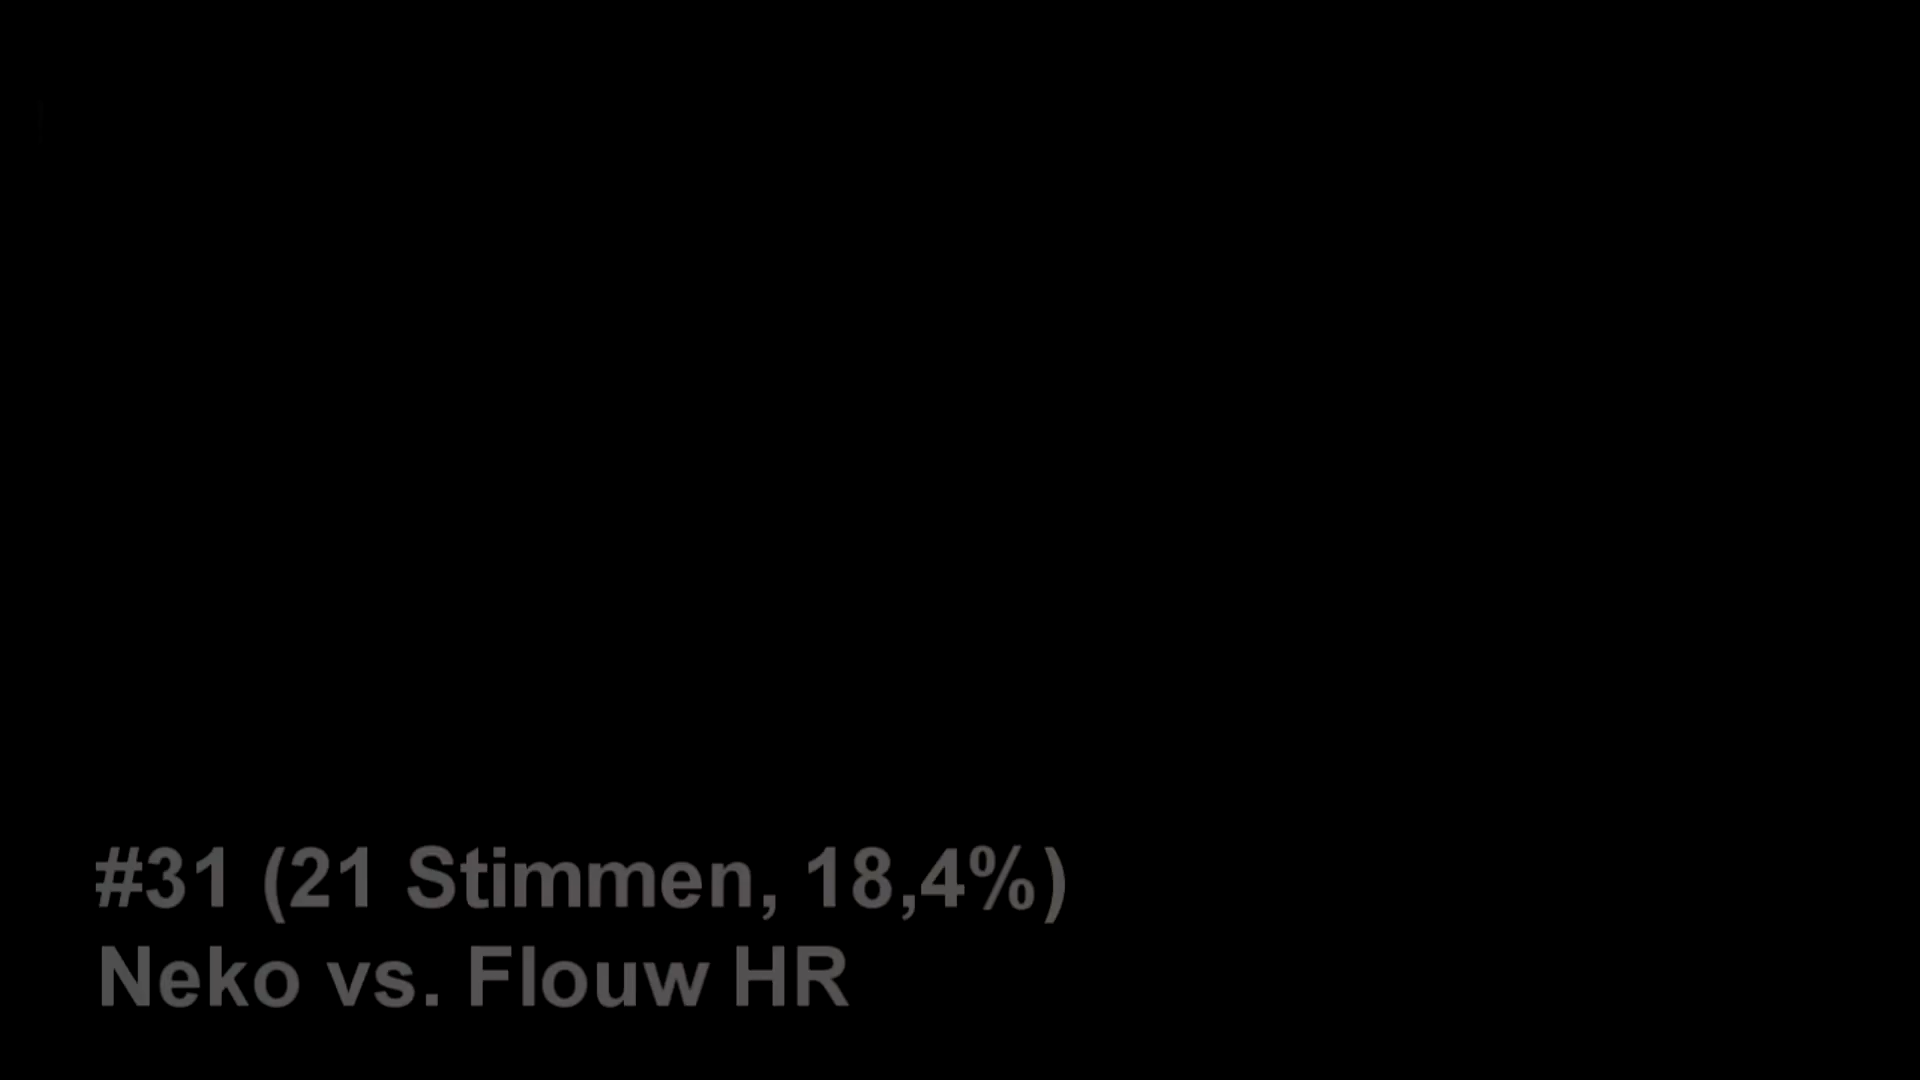 #31 (21 Stimmen, 18,4%)
Neko vs. Flouw HR